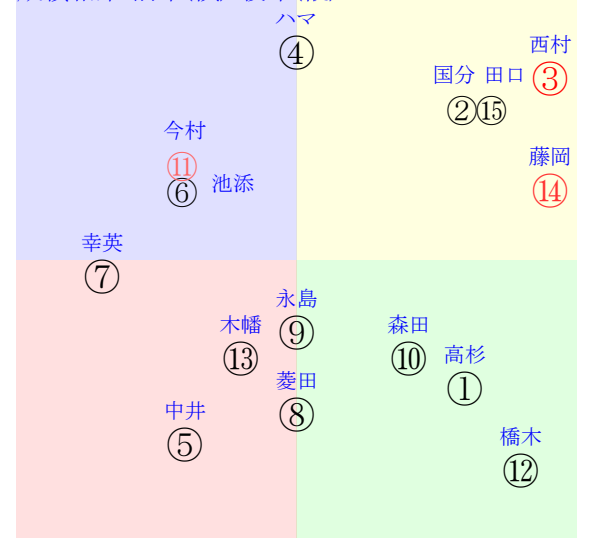 ハマ
④
西村
国分 田口 ③
②⑮
今村
藤岡
⑪
⑥ 池添 ⑭
幸英
⑦
永島
木幡 ⑨ 森田
⑬ ⑩ 高杉
菱田 ①
中井 ⑧
⑤ 橋木
⑫